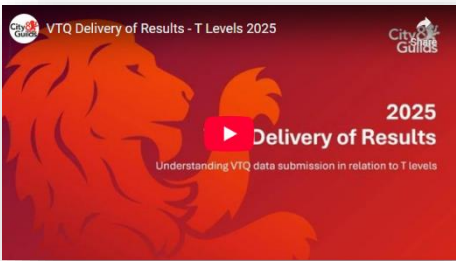 City&
Guilds
VTQ Delivery of Results - T Levels 2025
City&
Guilds
Share
2025
Delivery of Results
Understanding VTQ data submission in relation to T levels